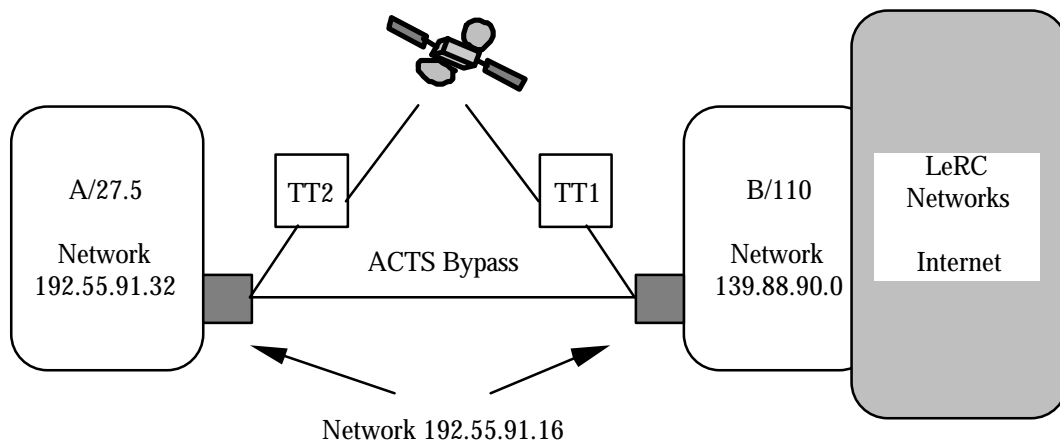 A/27.5
Network
192.55.91.32
TT2
TT1
ACTS Bypass
B/110
Network
139.88.90.0
LeRC
Networks
Internet
Network 192.55.91.16